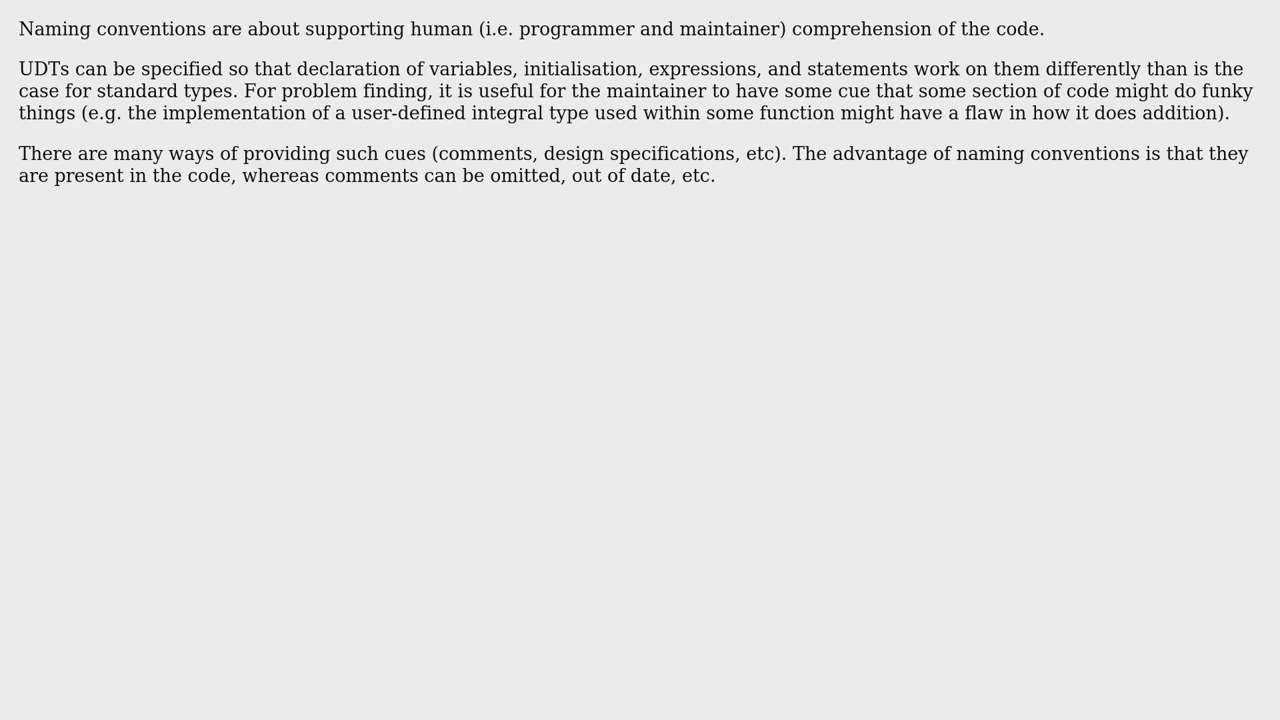 Naming conventions are about supporting human (i.e. programmer and maintainer) comprehension of the code.
UDTs can be specified so that declaration of variables, initialisation, expressions, and statements work on them differently than is the
case for standard types. For problem finding, it is useful for the maintainer to have some cue that some section of code might do funky
things (e.g. the implementation of a user-defined integral type used within some function might have a flaw in how it does addition).
There are many ways of providing such cues (comments, design specifications, etc). The advantage of naming conventions is that they
are present in the code, whereas comments can be omitted, out of date, etc.